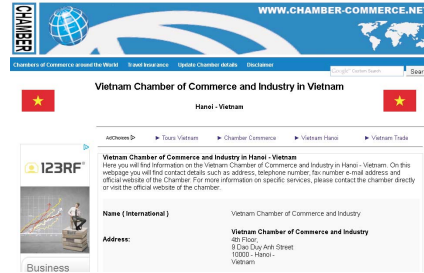 CHAMBER
WWW.CHAMBER-COMMERCE.NE
Chambers of Commerce around the World Travel Insurance Update Chamber details Disclaimer
Google Custom Search Sear
Vietnam Chamber of Commerce and Industry in Vietnam
Hanoi - Vietnam
AdChoices Tours Vietnam Chamber Commerce Vietnam Hanoi Vietnam Trade
Vietnam Chamber of Commerce and Industry in Hanoi - Vietnam
Here you will find Information on the Vietnam Chamber of Commerce and Industry in Hanoi - Vietnam. On this
webpage you will find contact details such as address, telephone number, fax number e-mail address and
official website of the Chamber. For more information on specific services, please contact the chamber directly
or visit the official website of the chamber.
123RF
Name ( International ) Vietnam Chamber of Commerce and Industry
Address: Vietnam Chamber of Commerce and Industry
4th Floor,
9 Dao Duy Anh Street
10000 - Hanoi -
Vietnam
Business